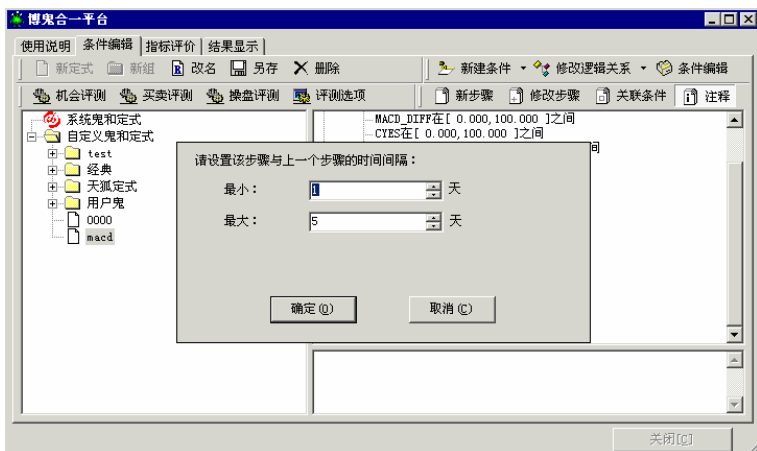 博鬼合一平台
使用说明 条件编辑 指标评价 结果显示
新定式 新组 改名 另存 删除 新建条件 修改逻辑关系 条件编辑
机会评测 买卖评测 操盘评测 评测选项 新步骤 修改步骤 关联条件 注释
系统鬼和定式
自定义鬼和定式
test
经典
天狐定式
用户鬼
0000
macd
MACD_DIFF在[ 0.000,100.000 ]之间
CYES在[ 0.000,100.000 ]之间
间
请设置该步骤与上一个步骤的时间间隔：
最小： 1 天
最大： 5 天
确定(O) 取消(C)
关闭[C]